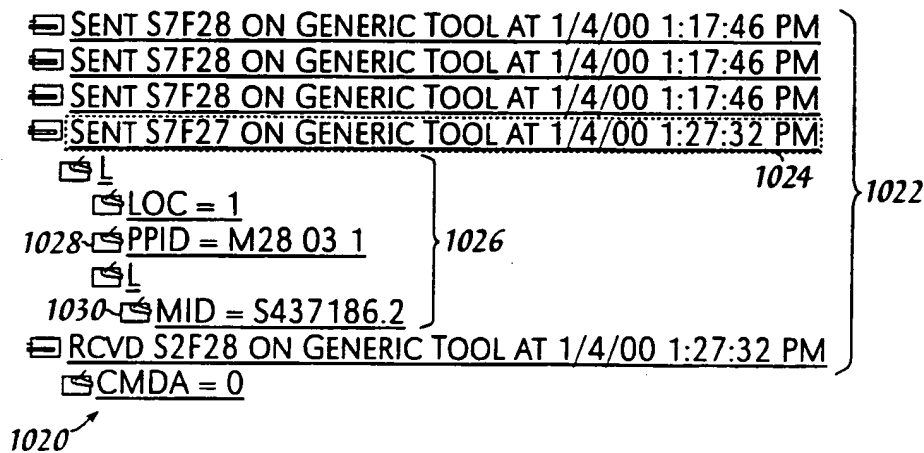 SENT S7F28 ON GENERIC TOOL AT 1/4/00 1:17:46 PM
SENT S7F28 ON GENERIC TOOL AT 1/4/00 1:17:46 PM
SENT S7F28 ON GENERIC TOOL AT 1/4/00 1:17:46 PM
SENT S7F27 ON GENERIC TOOL AT 1/4/00 1:27:32 PM
L 1024
LOC = 1 1022
1028 PPID = M28 03 1 1026
L
1030 MID = S437186.2
RCVD S2F28 ON GENERIC TOOL AT 1/4/00 1:27:32 PM
CMDA = 0
1020